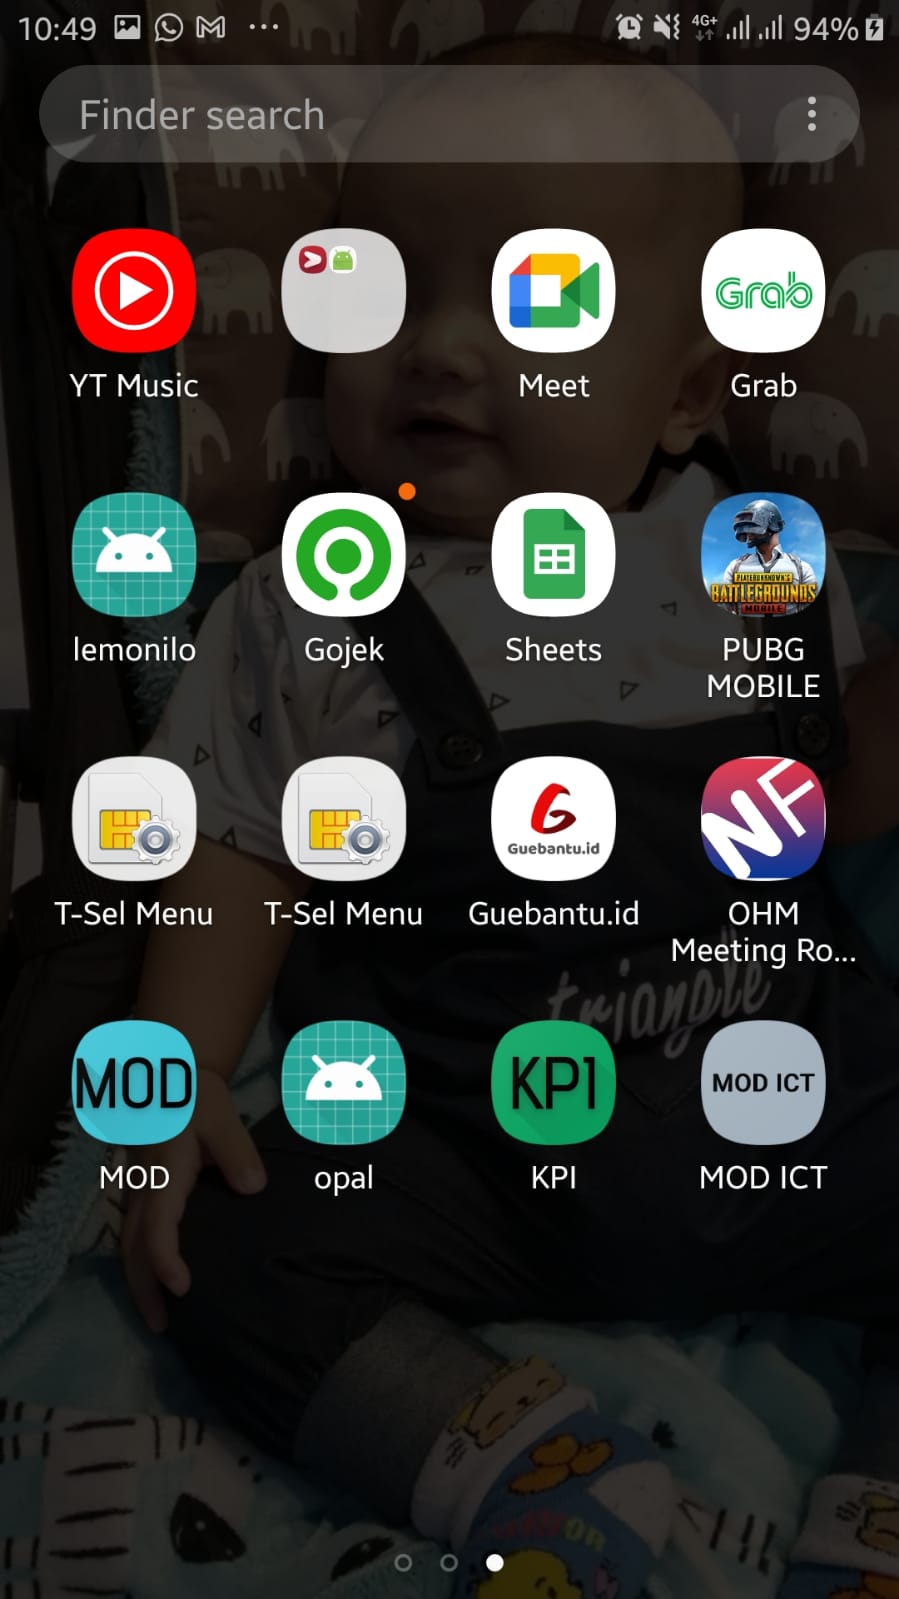 10:49
4G+
94%
Finder search
Grab
YT Music
Meet
Grab
PLAYERUNKNOWN'S
BATTLEGROUNDS
MOBILE
lemonilo
Gojek
Sheets
PUBG
MOBILE
G
Guebantu.id
NF
T-Sel Menu
T-Sel Menu
Guebantu.id
OHM
Meeting Ro...
triangle
MOD
KPI
MOD ICT
MOD
opal
KPI
MOD ICT